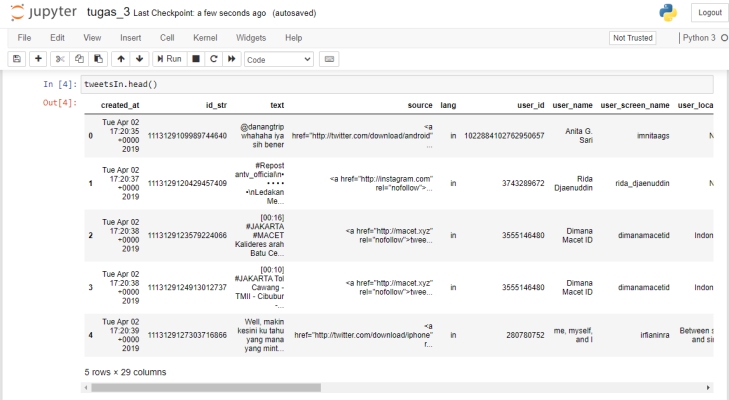 jupyter tugas_3 Last Checkpoint: a few seconds ago (autosaved)
Logout
File Edit View Insert Cell Kernel Widgets Help
Not Trusted
Python 3
Run
Code
In [4]: tweetsIn.head()
Out[4]:
created_at id_str text source lang user_id user_name user_screen_name user_loca
0 Tue Apr 02 17:20:35 +0000 2019 1113129109989744640 @danangtrip whahaha iya sih bener <a href="http://twitter.com/download/android" ... in 1022884102762950657 Anita G. Sari imnitaags N
1 Tue Apr 02 17:20:37 +0000 2019 1113129120429457409 #Repost antv_official\n• • • • • •\nLedakan Me... <a href="http://instagram.com" rel="nofollow">... in 3743289672 Rida Djaenuddin rida_djaenuddin N
2 Tue Apr 02 17:20:38 +0000 2019 1113129123579224066 [00:16] #JAKARTA #MACET Kalideres arah Batu Ce... <a href="http://macet.xyz" rel="nofollow">twee... in 3555146480 Dimana Macet ID dimanamacetid Indon
3 Tue Apr 02 17:20:38 +0000 2019 1113129124913012737 [00:10] #JAKARTA Tol Cawang - TMII - Cibubur -... <a href="http://macet.xyz" rel="nofollow">twee... in 3555146480 Dimana Macet ID dimanamacetid Indon
4 Tue Apr 02 17:20:39 +0000 2019 1113129127303716866 Well, makin kesini ku tahu yang mana yang mint... <a href="http://twitter.com/download/iphone" r... in 280780752 me, myself, and I irflaninra Between s and si
5 rows × 29 columns